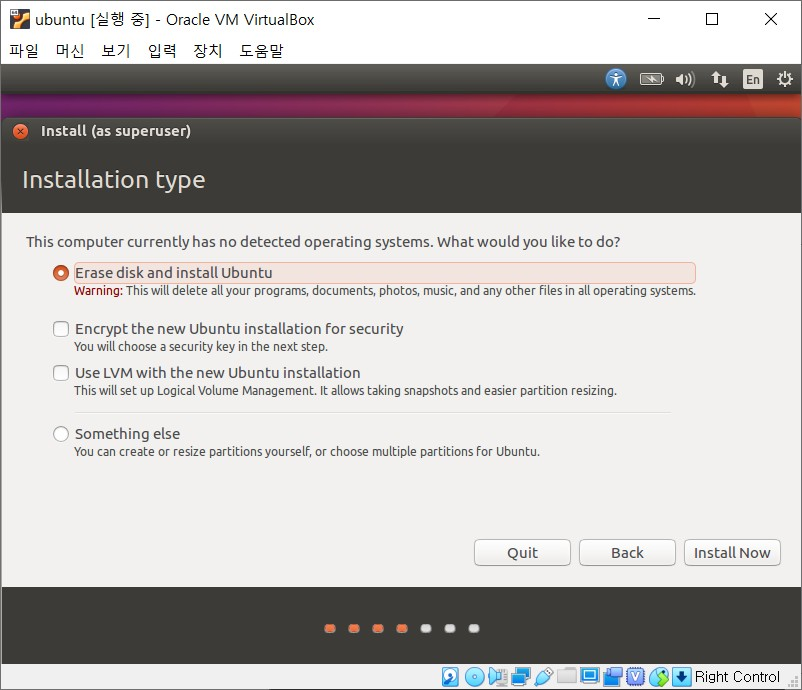 ubuntu [실행 중] - Oracle VM VirtualBox
파일 머신 보기 입력 장치 도움말
En
Install (as superuser)
Installation type
This computer currently has no detected operating systems. What would you like to do?
Erase disk and install Ubuntu
Warning: This will delete all your programs, documents, photos, music, and any other files in all operating systems.
Encrypt the new Ubuntu installation for security
You will choose a security key in the next step.
Use LVM with the new Ubuntu installation
This will set up Logical Volume Management. It allows taking snapshots and easier partition resizing.
Something else
You can create or resize partitions yourself, or choose multiple partitions for Ubuntu.
Quit Back Install Now
V Right Control